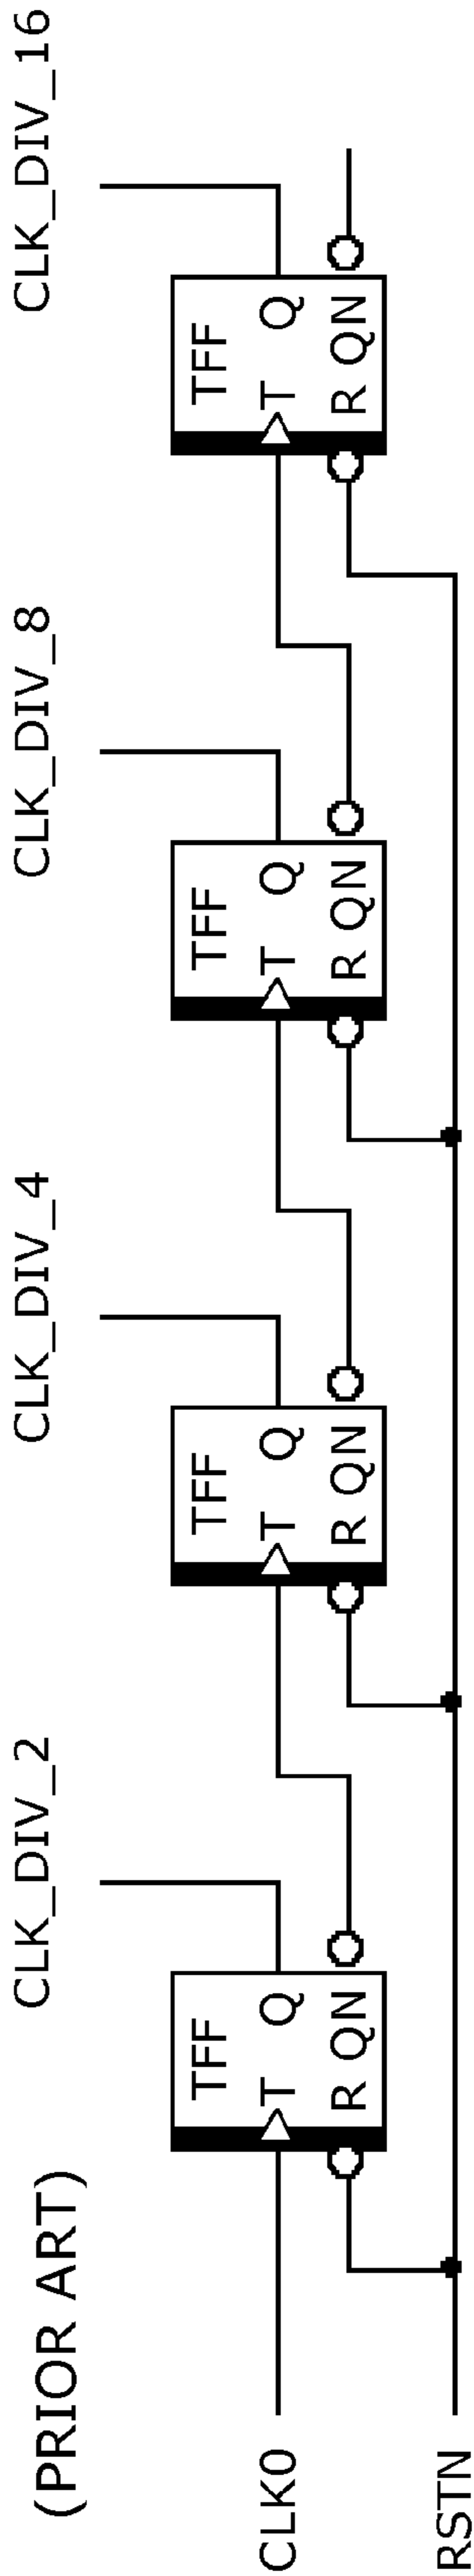 (PRIOR ART)
CLK_DIV_2
CLK_DIV_4
CLK_DIV_8
CLK_DIV_16
TFF
T Q
R QN
TFF
T Q
R QN
TFF
T Q
R QN
TFF
T Q
R QN
CLK0
RSTN